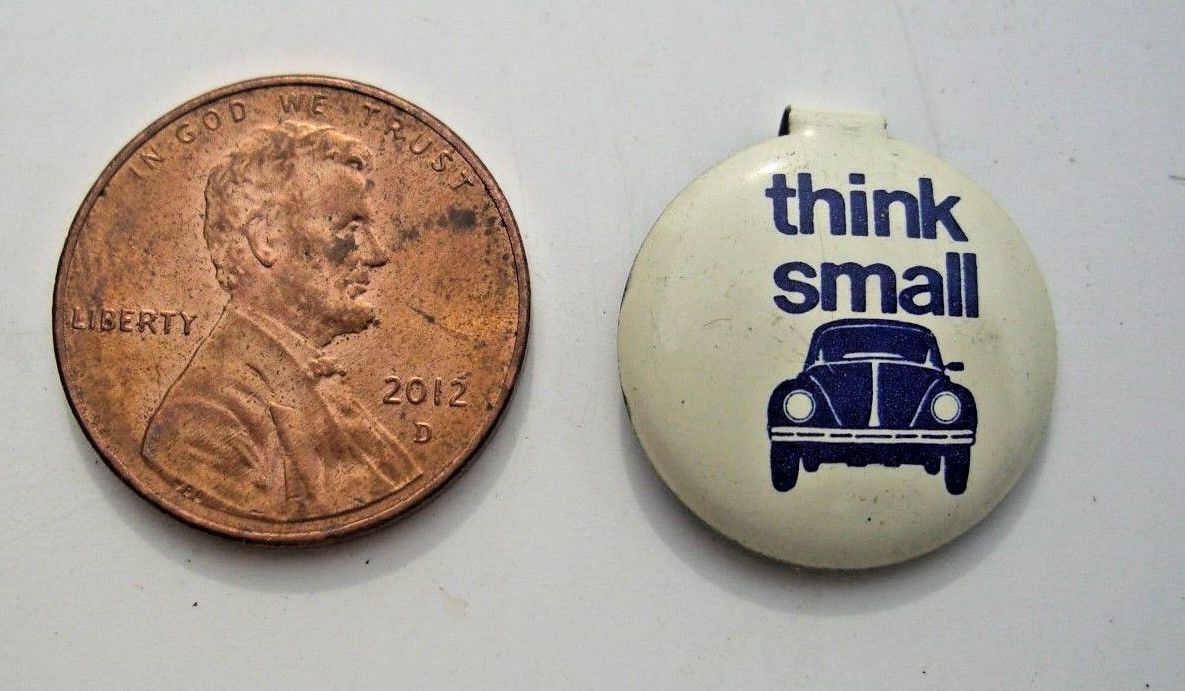 IN GOD WE TRUST
LIBERTY
2012
D
think
small